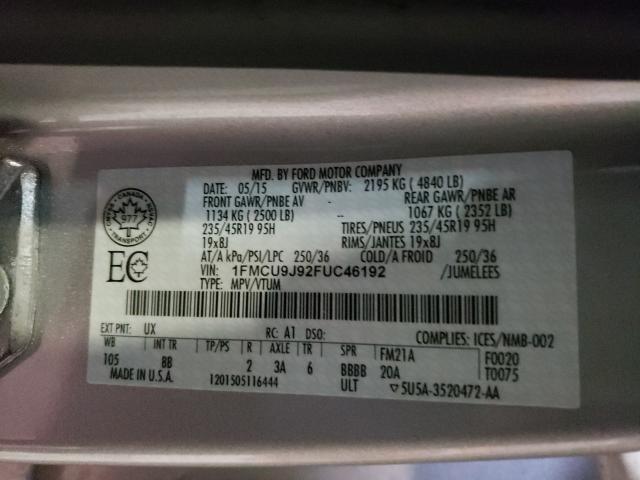 MFD. BY FORD MOTOR COMPANY
DATE: 05/15 GVWR/PNBV: 2195 KG ( 4840 LB)
FRONT GAWR/PNBE AV REAR GAWR/PNBE AR
1134 KG ( 2500 LB) -- 1067 KG ( 2352 LB)
235/45R19 95H TIRES/PNEUS 235/45R19 95H
19x8J RIMS/JANTES 19x8J
AT/A kPa/PSI/LPC 250/36 COLD/A FROID 250/36
VIN: 1FMCU9J92FUC46192 /JUMELEES
TYPE: MPV/VTUM
CANADA
977
TRANSPORT
EC
EXT PNT: UX RC: A1 DSO: COMPLIES: ICES/NMB-002
WB INT TR TP/PS R AXLE TR SPR FM21A F0020
105 BB 2 3A 6 BBBB 20A T0075
MADE IN U.S.A. 1201505116444 ULT ▽5U5A-3520472-AA